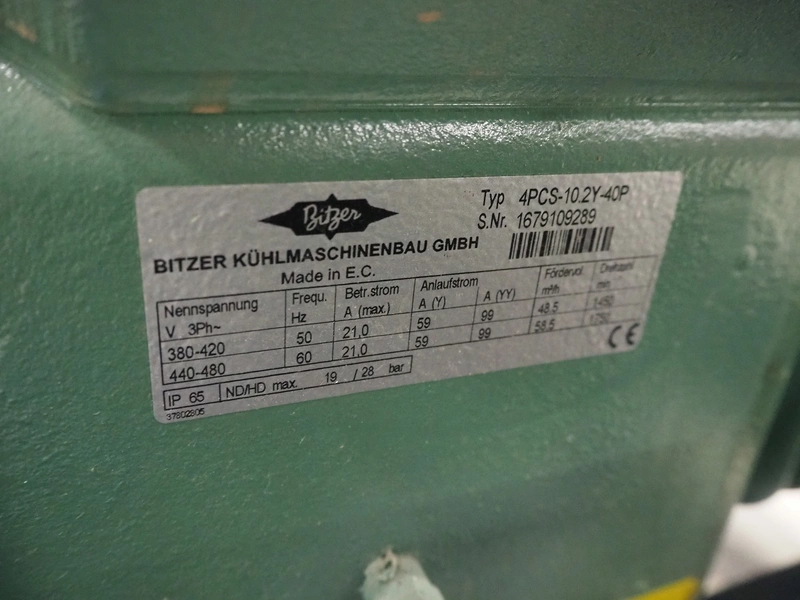 Bitzer
Typ 4PCS-10.2Y-40P
S.Nr. 1679109289
BITZER KÜHLMASCHINENBAU GMBH
Made in E.C.
Nennspannung Frequ. Betr.strom Anlaufstrom Fördervol. Drehzahl
V 3Ph~ Hz A (max.) A (Y) A (YY) m³/h min
380-420 50 21,0 59 99 48.5 1450
440-480 60 21,0 59 99 58.5 1750
IP 65 ND/HD max. 19 / 28 bar
37802805
CE